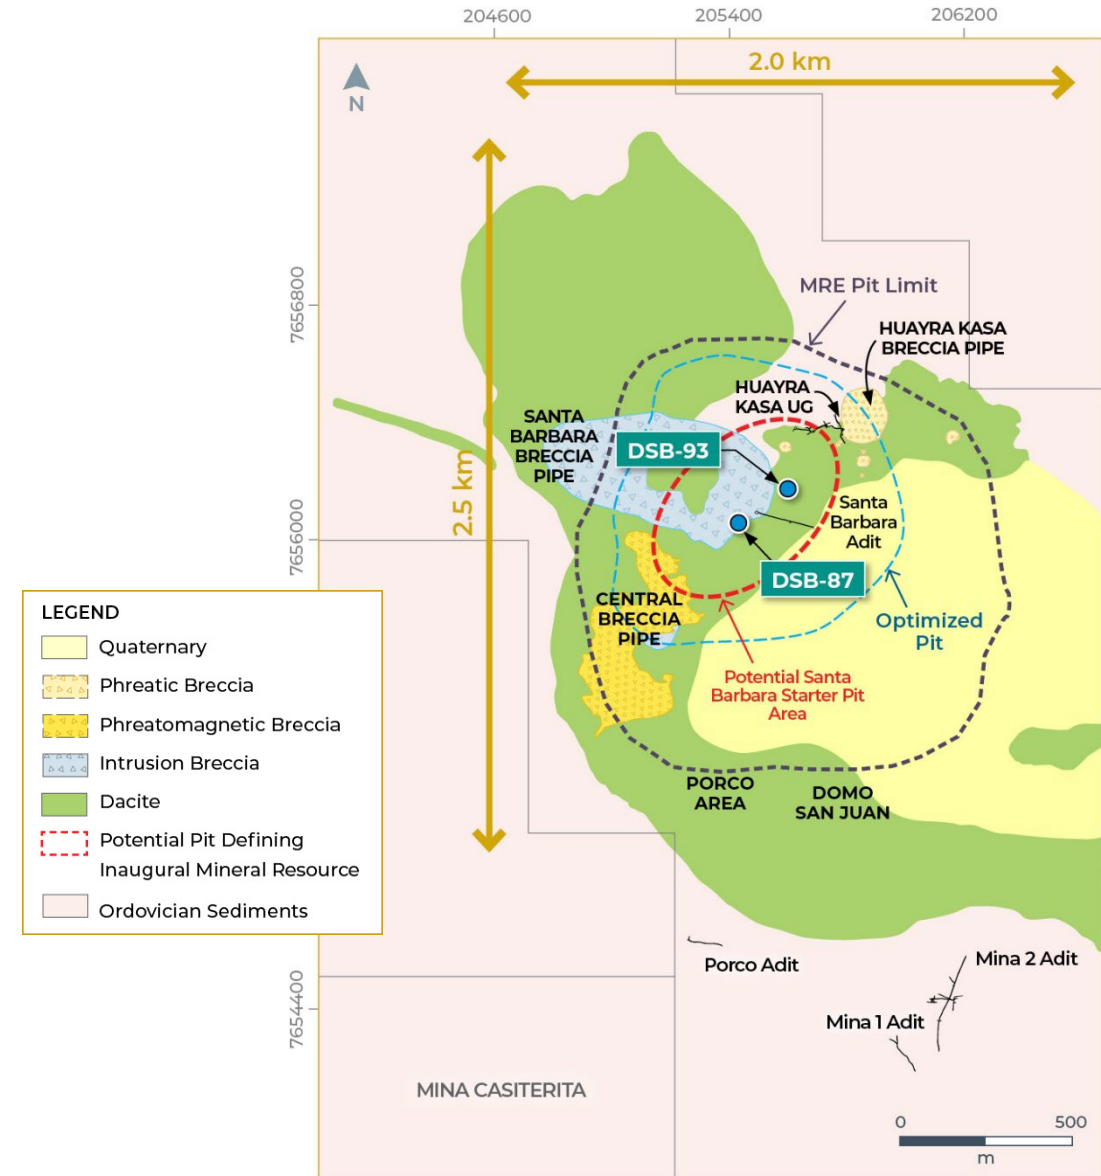 204600
205400
206200
2.0 km
N
7656800
MRE Pit Limit
HUAYRA KASA
BRECCIA PIPE
HUAYRA
KASA UG
SANTA
BARBARA
BRECCIA
PIPE
DSB-93
2.5 km
Santa
Barbara
Adit
7656000
DSB-87
CENTRAL
BRECCIA
PIPE
Optimized
Pit
Potential Santa
Barbara Starter Pit
Area
LEGEND
Quaternary
Phreatic Breccia
Phreatomagnetic Breccia
Intrusion Breccia
Dacite
Potential Pit Defining
Inaugural Mineral Resource
Ordovician Sediments
PORCO
AREA
DOMO
SAN JUAN
Porco Adit
Mina 2 Adit
7654400
Mina 1 Adit
MINA CASITERITA
0
500
m